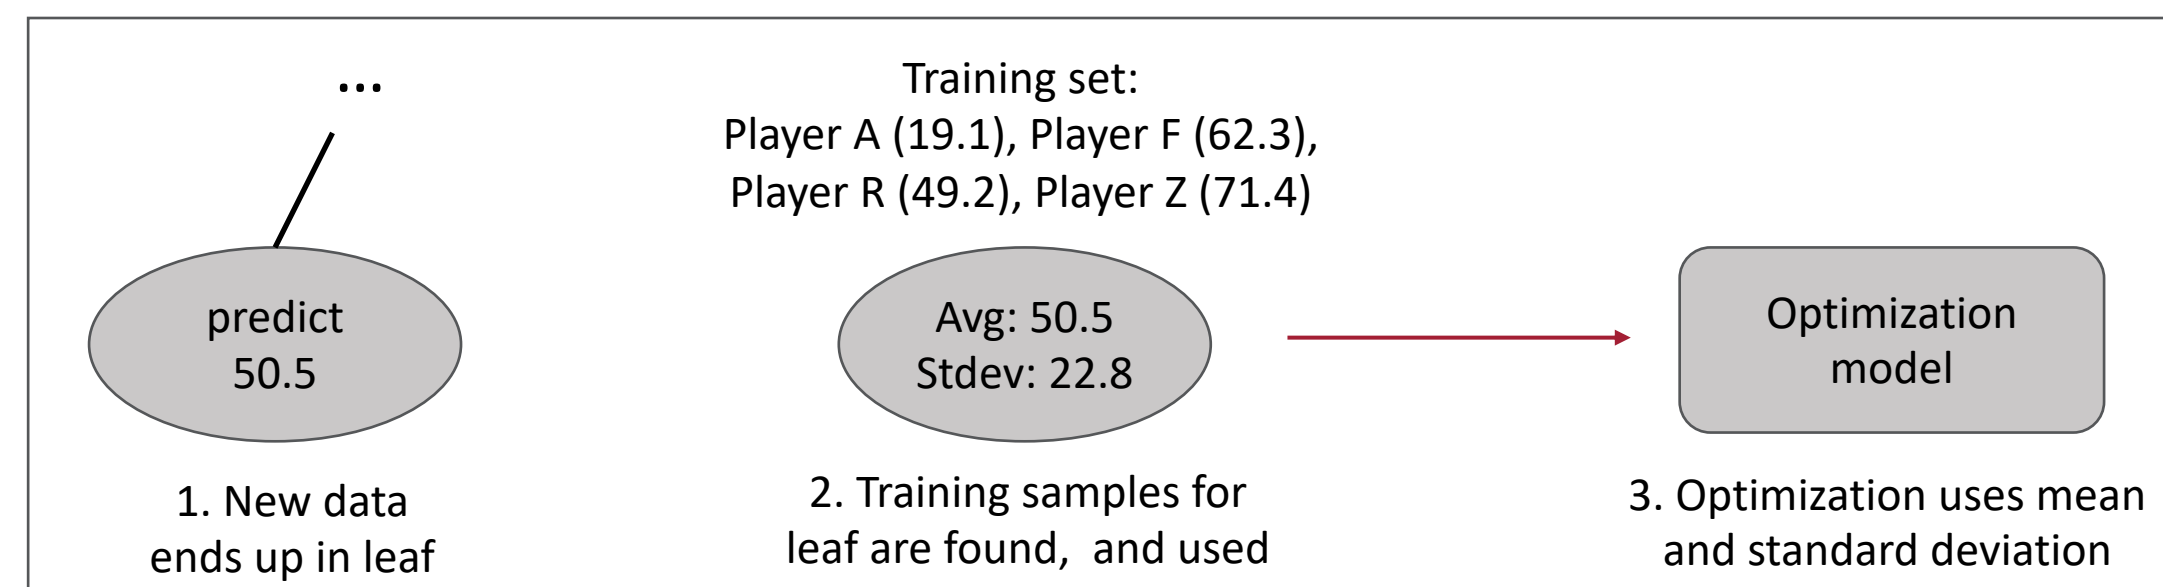 ...
Training set:
Player A (19.1), Player F (62.3),
Player R (49.2), Player Z (71.4)
predict
50.5
Avg: 50.5
Stdev: 22.8
Optimization
model
1. New data
ends up in leaf
2. Training samples for
leaf are found,  and used
3. Optimization uses mean
and standard deviation